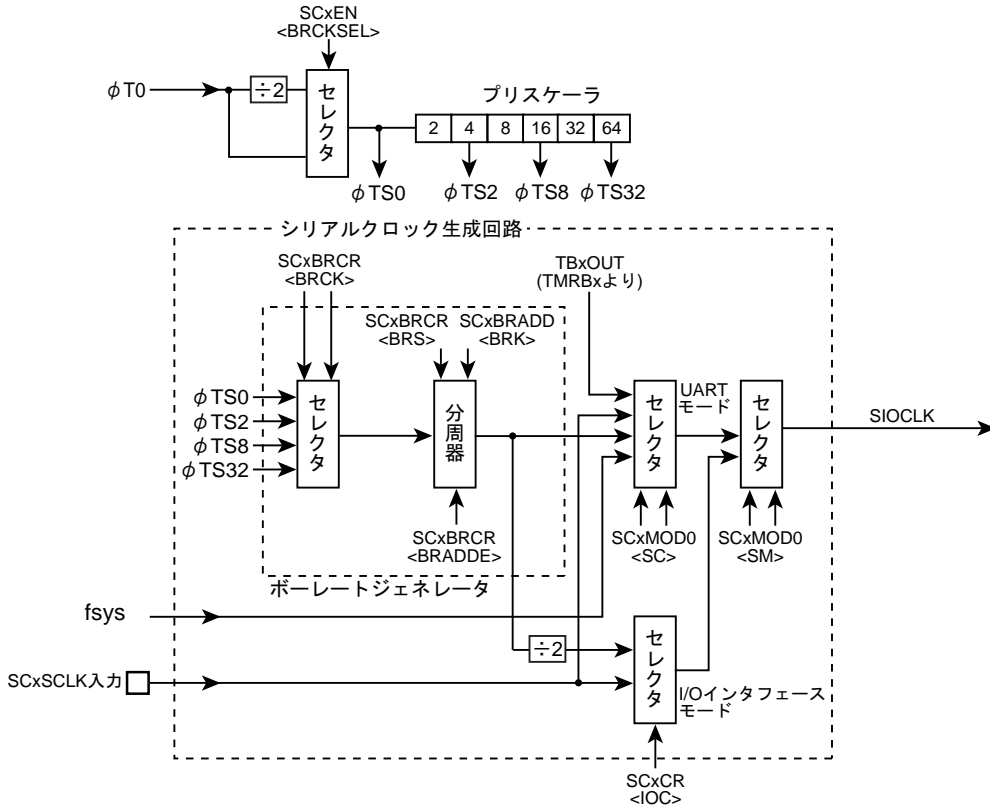 SCxEN
<BRCKSEL>
φT0
÷2
セレクタ
プリスケーラ
2 4 8 16 32 64
φTS0
φTS2
φTS8
φTS32
シリアルクロック生成回路
SCxBRCR
<BRCK>
TBxOUT
(TMRBxより)
SCxBRCR
<BRS>
SCxBRADD
<BRK>
φTS0
φTS2
φTS8
φTS32
セレクタ
分周器
セレクタ
UART
モード
セレクタ
SIOCLK
SCxBRCR
<BRADDE>
SCxMOD0
<SC>
SCxMOD0
<SM>
ボーレートジェネレータ
fsys
÷2
セレクタ
SCxSCLK入力
I/Oインタフェース
モード
SCxCR
<IOC>